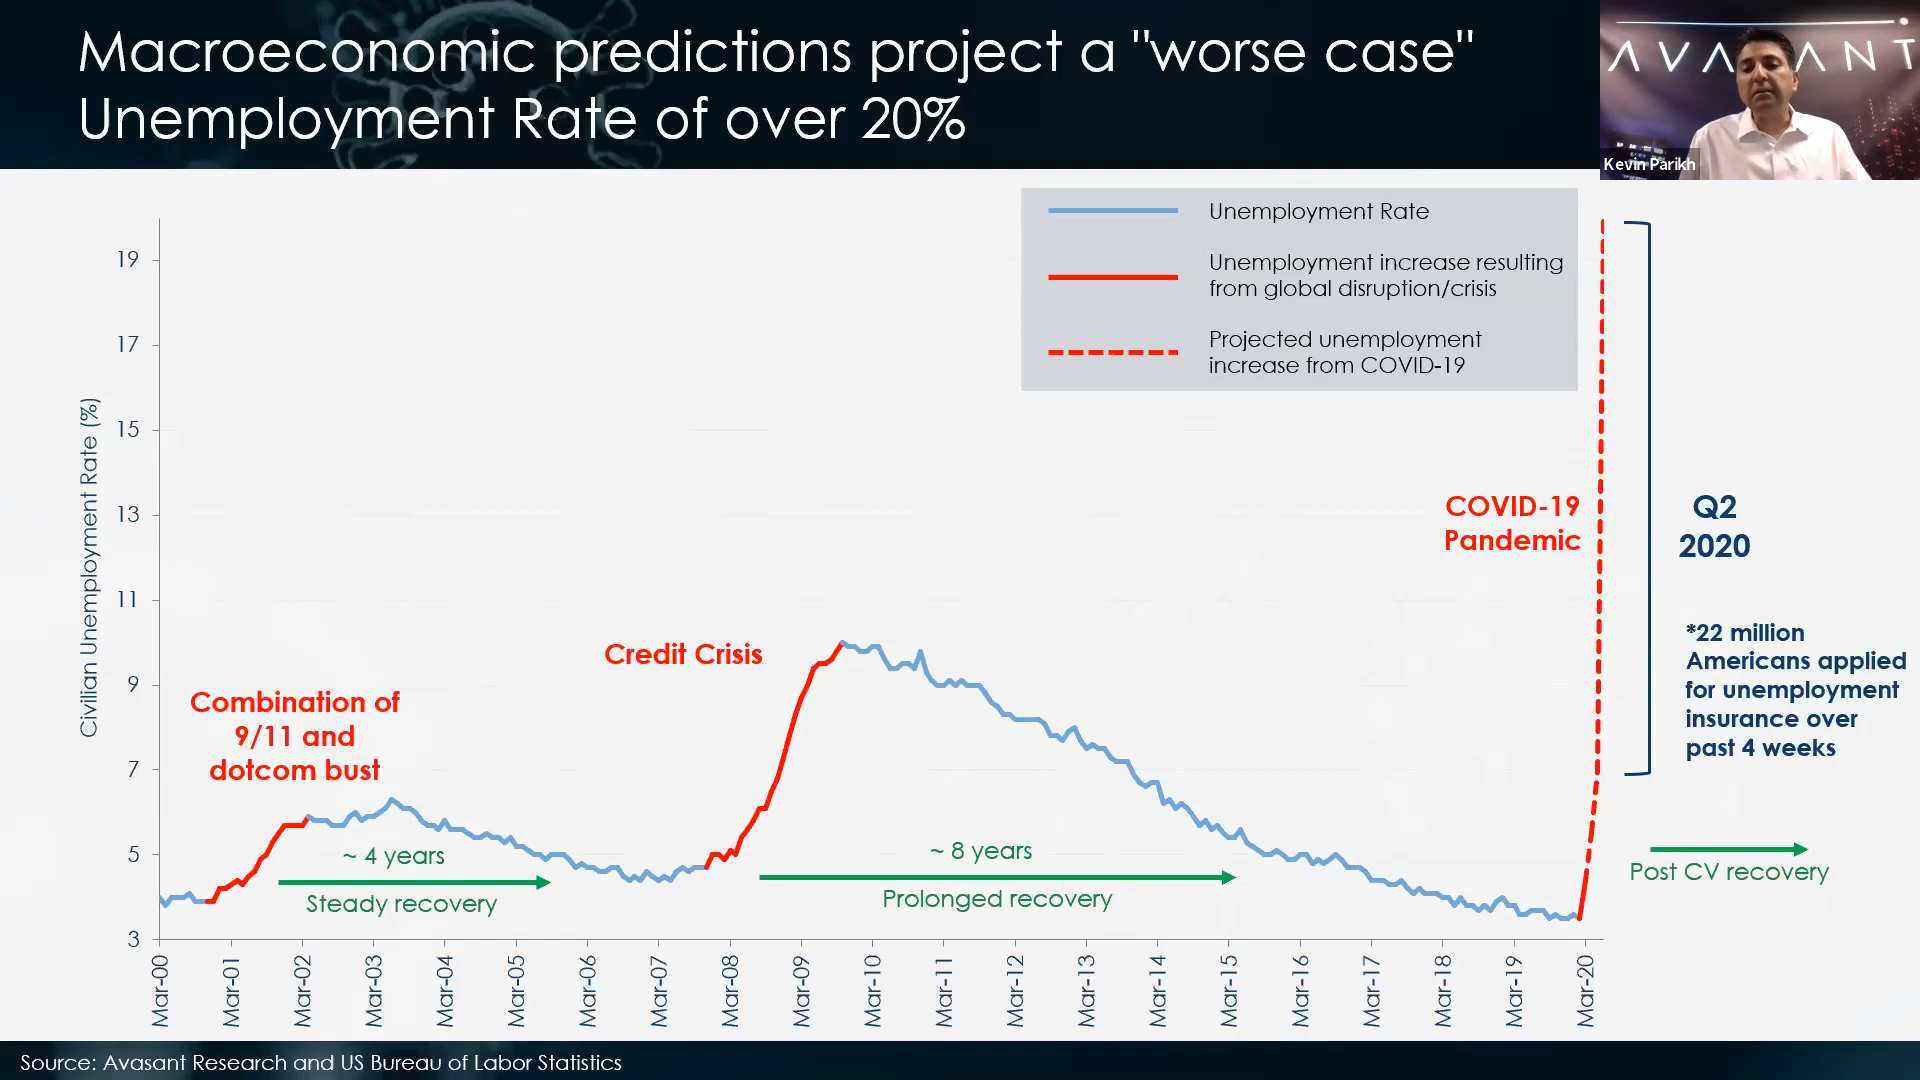 Macroeconomic predictions project a "worse case"
Unemployment Rate of over 20%
AVASANT
Kevin Parikh
Unemployment Rate
Unemployment increase resulting
from global disruption/crisis
Projected unemployment
increase from COVID-19
Civilian Unemployment Rate (%)
19
17
15
13
11
9
7
5
3
Combination of
9/11 and
dotcom bust
~ 4 years
Steady recovery
Credit Crisis
~ 8 years
Prolonged recovery
COVID-19
Pandemic
Q2
2020
*22 million
Americans applied
for unemployment
insurance over
past 4 weeks
Post CV recovery
Mar-00
Mar-01
Mar-02
Mar-03
Mar-04
Mar-05
Mar-06
Mar-07
Mar-08
Mar-09
Mar-10
Mar-11
Mar-12
Mar-13
Mar-14
Mar-15
Mar-16
Mar-17
Mar-18
Mar-19
Mar-20
Source: Avasant Research and US Bureau of Labor Statistics